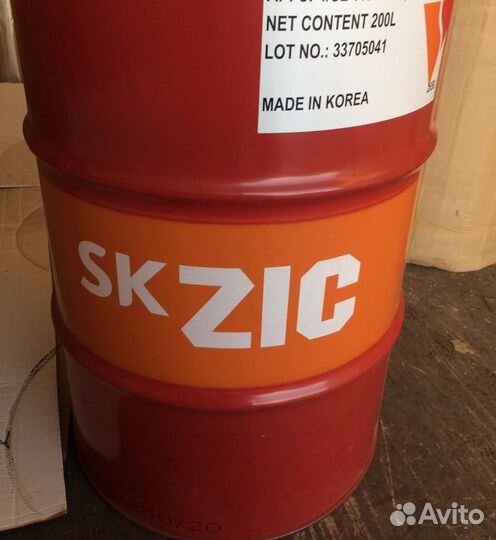 NET CONTENT 200L
LOT NO.: 33705041
MADE IN KOREA
SK ZIC
Avito